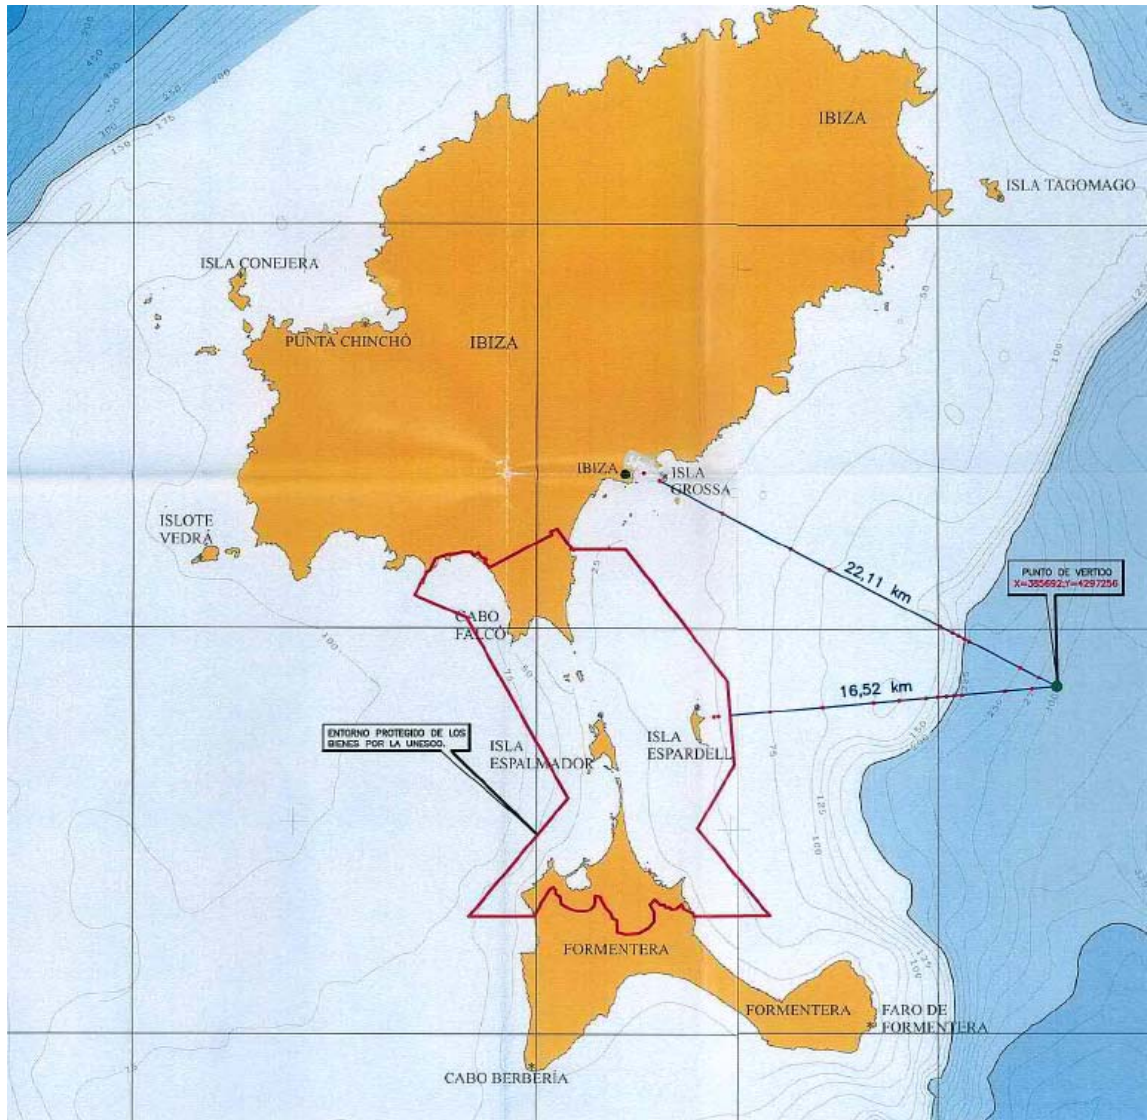 IBIZA
ISLA TAGOMAGO
ISLA CONEJERA
PUNTA CHINCHÓ
IBIZA
IBIZA
ISLA
GROSSA
ISLOTE
VEDRÁ
22,11 km
PUNTO DE VERTIDO
X=385692;Y=4297256
CABO
FALCÓ
16,52 km
ENTORNO PROTEGIDO DE LOS
BIENES POR LA UNESCO.
ISLA
ESPALMADOR
ISLA
ESPARDELL
FORMENTERA
FORMENTERA
FARO DE
FORMENTERA
CABO BERBERÍA